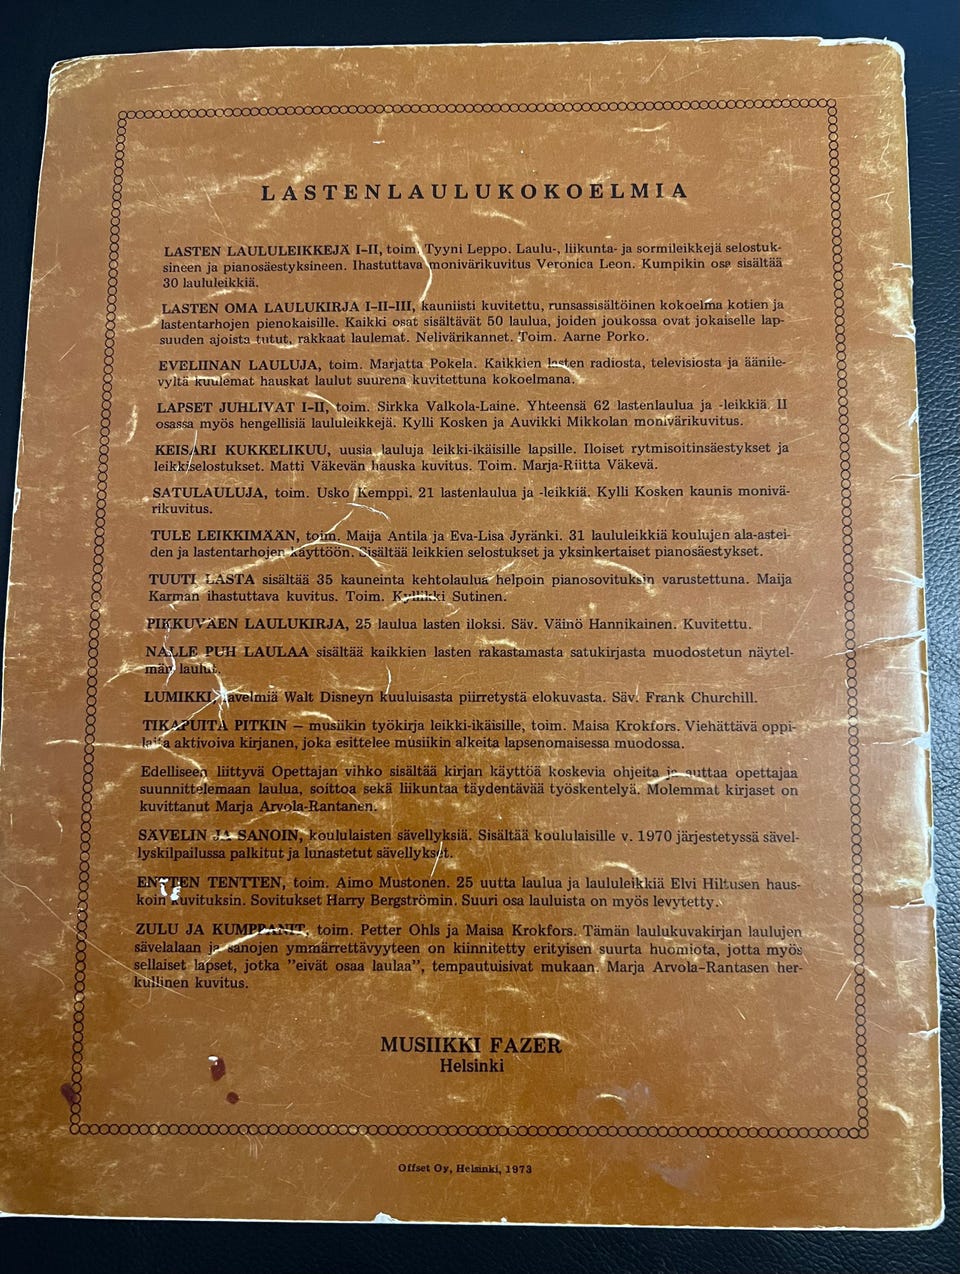 LASTENLAULUKOKOELMIA
LASTEN LAULULEIKKEJÄ I–II, toim. Tyyni Leppo. Laulu-, liikunta- ja sormileikkejä selostuk-
sineen ja pianosäestyksineen. Ihastuttava monivärikuvitus Veronica Leon. Kumpikin osa sisältää
30 laululeikkiä.
LASTEN OMA LAULUKIRJA I–II–III, kauniisti kuvitettu, runsassisältöinen kokoelma kotien ja
lastentarhojen pienokaisille. Kaikki osat sisältävät 50 laulua, joiden joukossa ovat jokaiselle lap-
suuden ajoista tutut, rakkaat laulemat. Nelivärikannet. Toim. Aarne Porko.
EVELIINAN LAULUJA, toim. Marjatta Pokela. Kaikkien lasten radiosta, televisiosta ja äänile-
vyltä kuulemat hauskat laulut suurena kuvitettuna kokoelmana.
LAPSET JUHLIVAT I–II, toim. Sirkka Valkola-Laine. Yhteensä 62 lastenlaulua ja -leikkiä. II
osassa myös hengellisiä laululeikkejä. Kylli Kosken ja Auvikki Mikkolan monivärikuvitus.
KEISARI KUKKELIKUU, uusia lauluja leikki-ikäisille lapsille. Iloiset rytmisoitinsäestykset ja
leikkiselostukset. Matti Väkevän hauska kuvitus. Toim. Marja-Riitta Väkevä.
SATULAULUJA, toim. Usko Kemppi. 21 lastenlaulua ja -leikkiä. Kylli Kosken kaunis monivä-
rikuvitus.
TULE LEIKKIMÄÄN, toim. Maija Antila ja Eva-Lisa Jyränki. 31 laululeikkiä koulujen ala-astei-
den ja lastentarhojen käyttöön. Sisältää leikkien selostukset ja yksinkertaiset pianosäestykset.
TUUTI LASTA sisältää 35 kauneinta kehtolaulua helpoin pianosovituksin varustettuna. Maija
Karman ihastuttava kuvitus. Toim. Kyllikki Sutinen.
PIKKUVÄEN LAULUKIRJA, 25 laulua lasten iloksi. Säv. Väinö Hannikainen. Kuvitettu.
NALLE PUH LAULAA sisältää kaikkien lasten rakastamasta satukirjasta muodostetun näytel-
män laulut.
LUMIKKI, sävelmiä Walt Disneyn kuuluisasta piirretystä elokuvasta. Säv. Frank Churchill.
TIKAPUITA PITKIN — musiikin työkirja leikki-ikäisille, toim. Maisa Krokfors. Viehättävä oppi-
laita aktivoiva kirjanen, joka esittelee musiikin alkeita lapsenomaisessa muodossa.
Edelliseen liittyvä Opettajan vihko sisältää kirjan käyttöä koskevia ohjeita ja auttaa opettajaa
suunnittelemaan laulua, soittoa sekä liikuntaa täydentävää työskentelyä. Molemmat kirjaset on
kuvittanut Marja Arvola-Rantanen.
SÄVELIN JA SANOIN, koululaisten sävellyksiä. Sisältää koululaisille v. 1970 järjestetyssä sävel-
lyskilpailussa palkitut ja lunastetut sävellykset.
ENTTEN TENTTEN, toim. Aimo Mustonen. 25 uutta laulua ja laululeikkiä Elvi Hiltusen haus-
koin kuvituksin. Sovitukset Harry Bergströmin. Suuri osa lauluista on myös levytetty.
ZULU JA KUMPPANIT, toim. Petter Ohls ja Maisa Krokfors. Tämän laulukuvakirjan laulujen
sävelalaan ja sanojen ymmärrettävyyteen on kiinnitetty erityisen suurta huomiota, jotta myös
sellaiset lapset, jotka "eivät osaa laulaa", tempautuisivat mukaan. Marja Arvola-Rantasen her-
kullinen kuvitus.
MUSIIKKI FAZER
Helsinki
Offset Oy, Helsinki, 1973